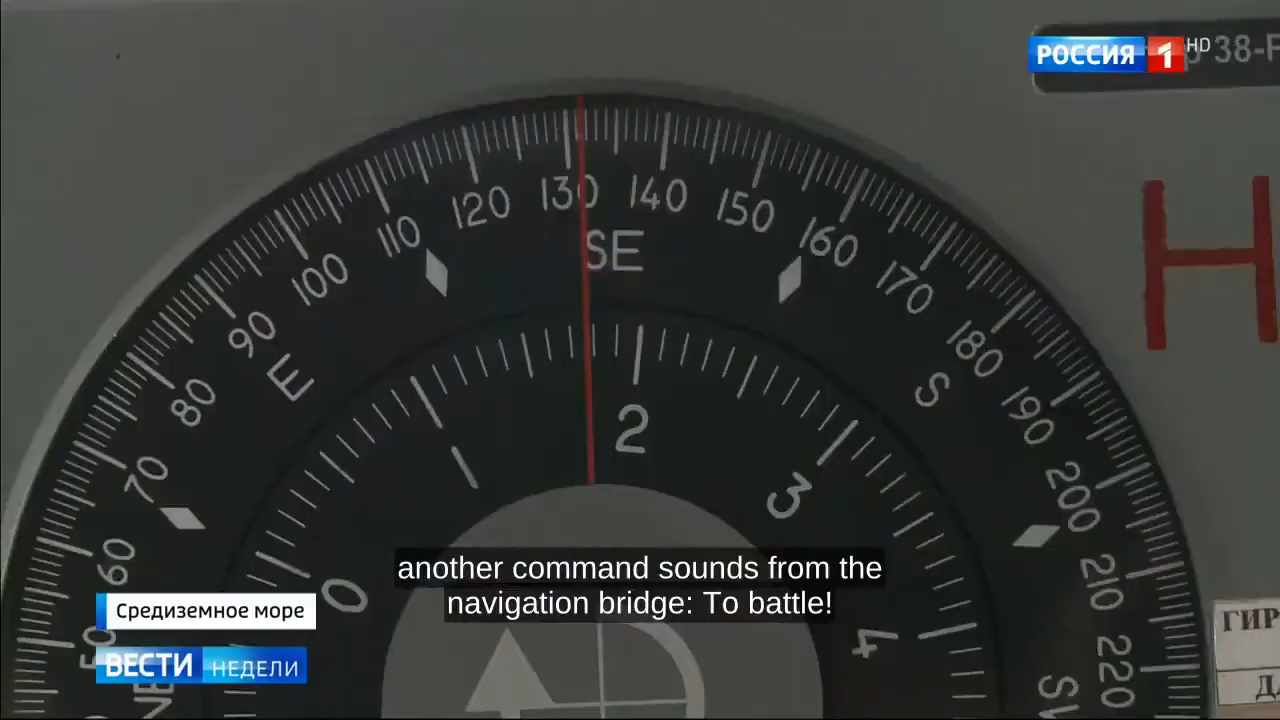 РОССИЯ 1 HD
38-
Н
110 120 130 140 150 160
SE
100 170
90 180
E S
80 190
70 200
60 210
50 220
1 2 3
0 4
another command sounds from the
navigation bridge: To battle!
Средиземное море
ВЕСТИ НЕДЕЛИ
ГИР